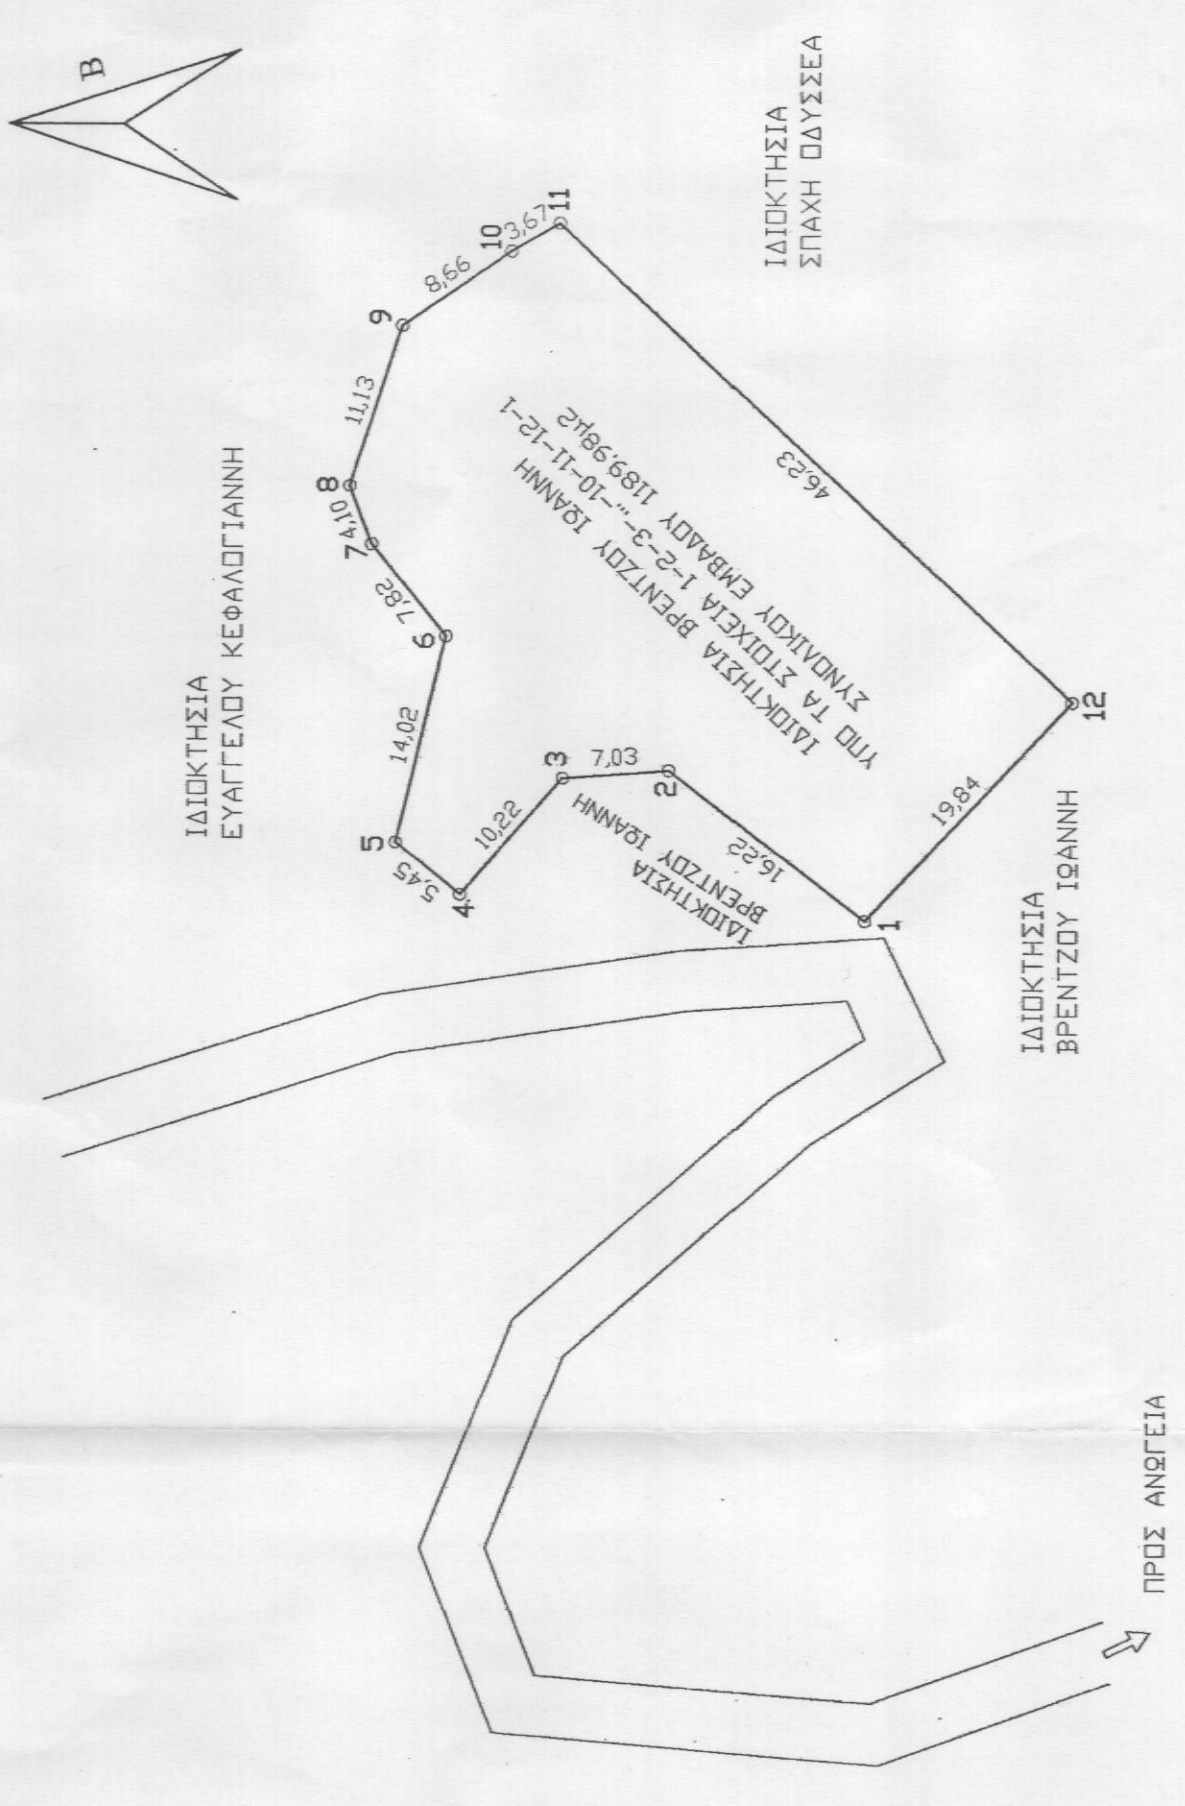 Β
ΙΔΙΟΚΤΗΣΙΑ
ΕΥΑΓΓΕΛΟΥ ΚΕΦΑΛΟΓΙΑΝΝΗ
ΙΔΙΟΚΤΗΣΙΑ
ΣΠΑΧΗ ΟΔΥΣΣΕΑ
ΙΔΙΟΚΤΗΣΙΑ ΒΡΕΝΤΖΟΥ ΙΩΑΝΝΗ
ΥΠΟ ΤΑ ΣΤΟΙΧΕΙΑ 1-2-3-...-10-11-12-1
ΣΥΝΟΛΙΚΟΥ ΕΜΒΑΔΟΥ 1189,98μ2
ΙΔΙΟΚΤΗΣΙΑ
ΒΡΕΝΤΖΟΥ ΙΩΑΝΝΗ
ΙΔΙΟΚΤΗΣΙΑ
ΒΡΕΝΤΖΟΥ ΙΩΑΝΝΗ
ΠΡΟΣ ΑΝΩΓΕΙΑ
1
16,22
2
7,03
3
10,22
4
5,45
5
14,02
6
7,82
7
4,10
8
11,13
9
8,66
10
3,67
11
46,23
12
19,84